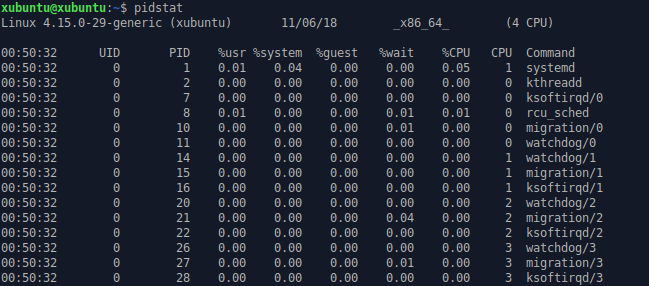 xubuntu@xubuntu:~$ pidstat
Linux 4.15.0-29-generic (xubuntu) 	11/06/18 	_x86_64_	(4 CPU)

00:50:32      UID       PID    %usr %system  %guest   %wait    %CPU   CPU  Command
00:50:32        0         1    0.01    0.04    0.00    0.00    0.05     1  systemd
00:50:32        0         2    0.00    0.00    0.00    0.00    0.00     0  kthreadd
00:50:32        0         7    0.00    0.00    0.00    0.00    0.00     0  ksoftirqd/0
00:50:32        0         8    0.01    0.00    0.00    0.01    0.01     0  rcu_sched
00:50:32        0        10    0.00    0.00    0.00    0.01    0.00     0  migration/0
00:50:32        0        11    0.00    0.00    0.00    0.00    0.00     0  watchdog/0
00:50:32        0        14    0.00    0.00    0.00    0.00    0.00     1  watchdog/1
00:50:32        0        15    0.00    0.00    0.00    0.01    0.00     1  migration/1
00:50:32        0        16    0.00    0.00    0.00    0.01    0.00     1  ksoftirqd/1
00:50:32        0        20    0.00    0.00    0.00    0.00    0.00     2  watchdog/2
00:50:32        0        21    0.00    0.00    0.00    0.04    0.00     2  migration/2
00:50:32        0        22    0.00    0.00    0.00    0.00    0.00     2  ksoftirqd/2
00:50:32        0        26    0.00    0.00    0.00    0.00    0.00     3  watchdog/3
00:50:32        0        27    0.00    0.00    0.00    0.01    0.00     3  migration/3
00:50:32        0        28    0.00    0.00    0.00    0.00    0.00     3  ksoftirqd/3